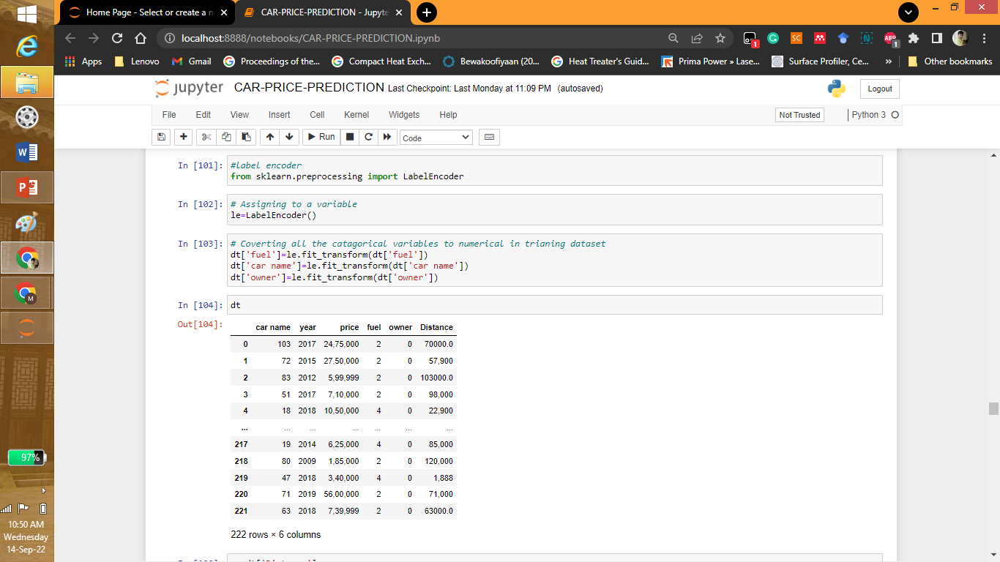 Home Page - Select or create a n
CAR-PRICE-PREDICTION - Jupyte
localhost:8888/notebooks/CAR-PRICE-PREDICTION.ipynb
Apps Lenovo Gmail Proceedings of the... Compact Heat Exch... Bewakoofiyaan (20... Heat Treater's Guid... Prima Power » Lase... Surface Profiler, Ce... » Other bookmarks
jupyter CAR-PRICE-PREDICTION Last Checkpoint: Last Monday at 11:09 PM (autosaved) Logout
File Edit View Insert Cell Kernel Widgets Help Not Trusted Python 3
Run Code
In [101]: #label encoder
from sklearn.preprocessing import LabelEncoder
In [102]: # Assigning to a variable
le=LabelEncoder()
In [103]: # Coverting all the catagorical variables to numerical in trianing dataset
dt['fuel']=le.fit_transform(dt['fuel'])
dt['car name']=le.fit_transform(dt['car name'])
dt['owner']=le.fit_transform(dt['owner'])
In [104]: dt
Out[104]:
car name year price fuel owner Distance
0 103 2017 24,75,000 2 0 70000.0
1 72 2015 27,50,000 2 0 57,900
2 83 2012 5,99,999 2 0 103000.0
3 51 2017 7,10,000 2 0 98,000
4 18 2018 10,50,000 4 0 22,900
... ... ... ... ... ... ...
217 19 2014 6,25,000 4 0 85,000
218 80 2009 1,85,000 2 0 120,000
219 47 2018 3,40,000 4 0 1,888
220 71 2019 56,00,000 2 0 71,000
221 63 2018 7,39,999 2 0 63000.0
222 rows × 6 columns
97%
10:50 AM
Wednesday
14-Sep-22